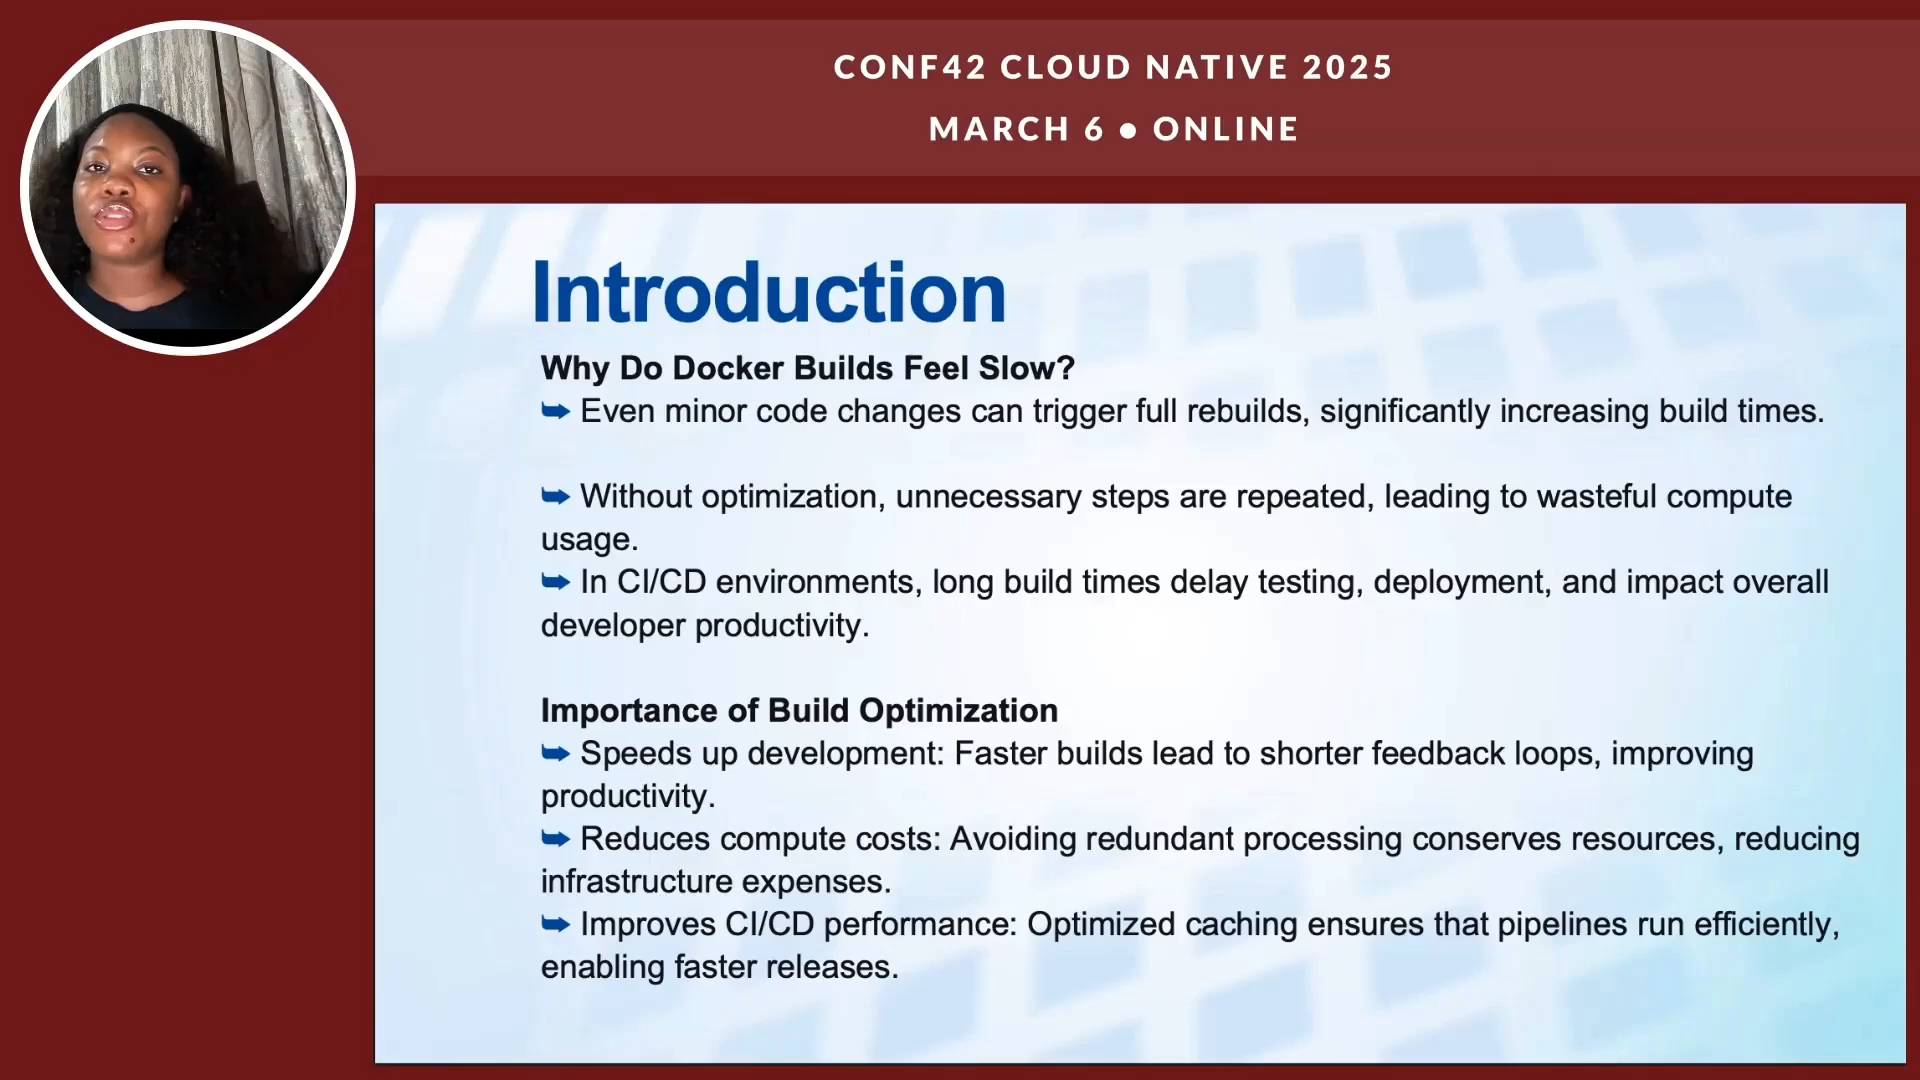 CONF42 CLOUD NATIVE 2025
MARCH 6 ● ONLINE
Introduction
Why Do Docker Builds Feel Slow?
➥ Even minor code changes can trigger full rebuilds, significantly increasing build times.
➥ Without optimization, unnecessary steps are repeated, leading to wasteful compute
usage.
➥ In CI/CD environments, long build times delay testing, deployment, and impact overall
developer productivity.
Importance of Build Optimization
➥ Speeds up development: Faster builds lead to shorter feedback loops, improving
productivity.
➥ Reduces compute costs: Avoiding redundant processing conserves resources, reducing
infrastructure expenses.
➥ Improves CI/CD performance: Optimized caching ensures that pipelines run efficiently,
enabling faster releases.